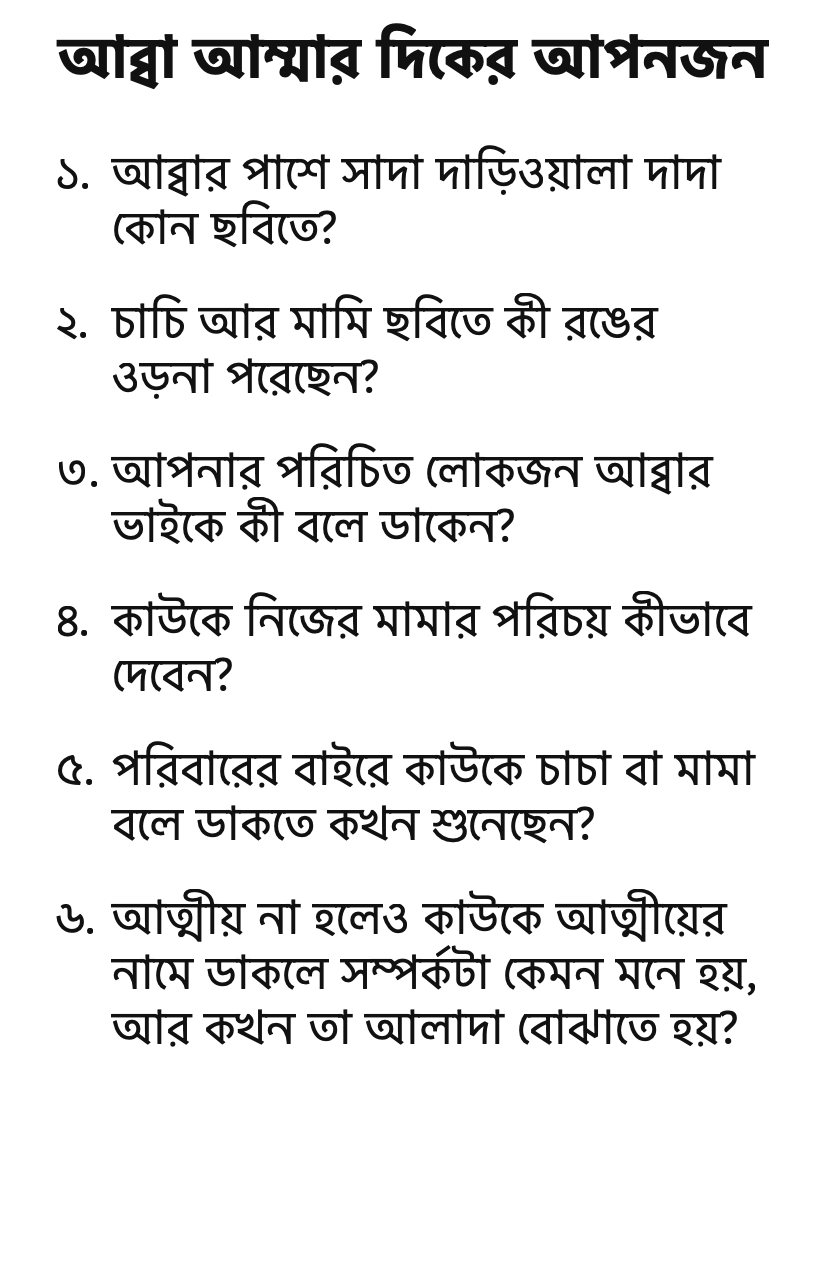 আব্বা আম্মার দিকের আপনজন
১. আব্বার পাশে সাদা দাড়িওয়ালা দাদা
কোন ছবিতে?
২. চাচি আর মামি ছবিতে কী রঙের
ওড়না পরেছেন?
৩. আপনার পরিচিত লোকজন আব্বার
ভাইকে কী বলে ডাকেন?
৪. কাউকে নিজের মামার পরিচয় কীভাবে
দেবেন?
৫. পরিবারের বাইরে কাউকে চাচা বা মামা
বলে ডাকতে কখন শুনেছেন?
৬. আত্মীয় না হলেও কাউকে আত্মীয়ের
নামে ডাকলে সম্পর্কটা কেমন মনে হয়,
আর কখন তা আলাদা বোঝাতে হয়?